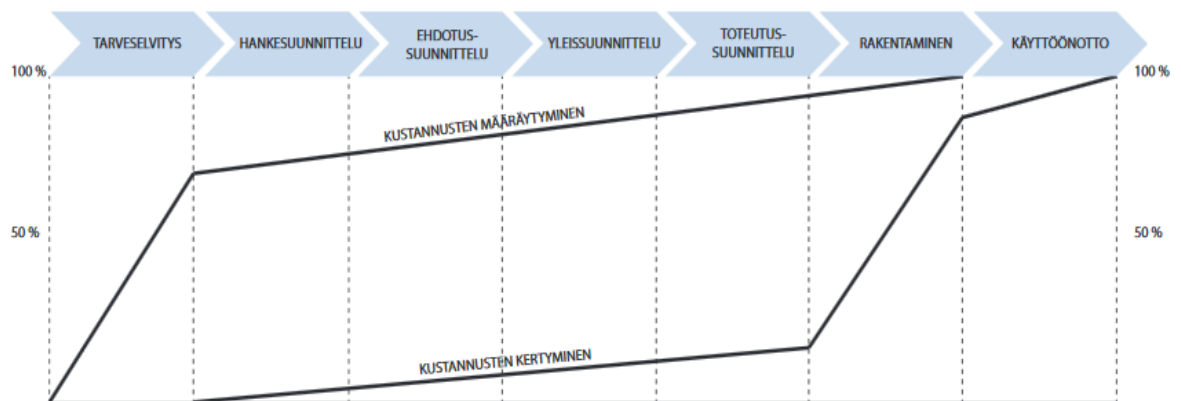 TARVESELVITYS
HANKESUUNNITTELU
EHDOTUS-
SUUNNITTELU
YLEISSUUNNITTELU
TOTEUTUS-
SUUNNITTELU
RAKENTAMINEN
KÄYTTÖÖNOTTO
100 %
100 %
KUSTANNUSTEN MÄÄRÄYTYMINEN
50 %
50 %
KUSTANNUSTEN KERTYMINEN